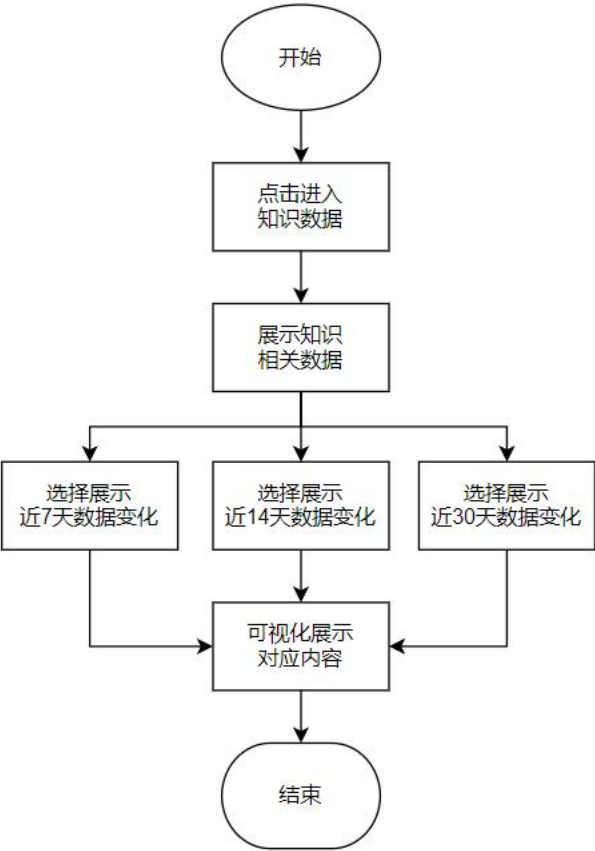 开始
点击进入
知识数据
展示知识
相关数据
选择展示
近7天数据变化
选择展示
近14天数据变化
选择展示
近30天数据变化
可视化展示
对应内容
结束